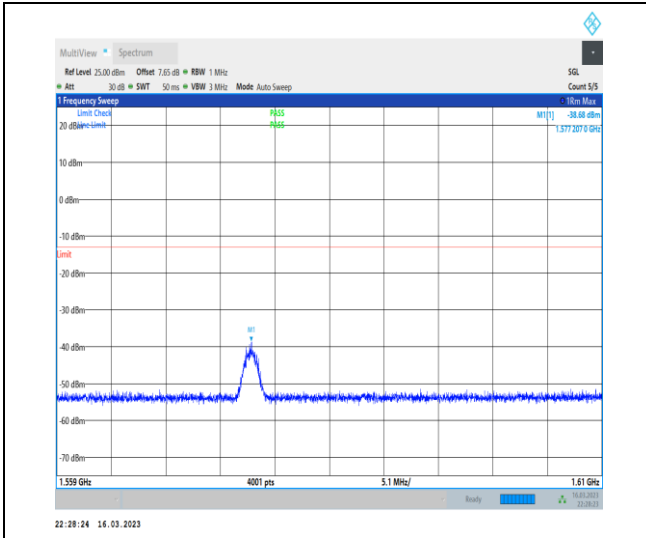 MultiView Spectrum
Ref Level 25.00 dBm Offset 7.65 dB RBW 1 MHz SGL
Att 30 dB SWT 50 ms VBW 3 MHz Mode Auto Sweep Count 5/5
1 Frequency Sweep 1Rm Max
Limit Check PASS M1[1] -38.68 dBm
20 dBm Line Limit PASS 1.577 207 0 GHz
10 dBm
0 dBm
-10 dBm
Limit
-20 dBm
-30 dBm
M1
-40 dBm
-50 dBm
-60 dBm
-70 dBm
1.559 GHz 4001 pts 5.1 MHz/ 1.61 GHz
Ready 16.03.2023
22:28:23
22:28:24 16.03.2023